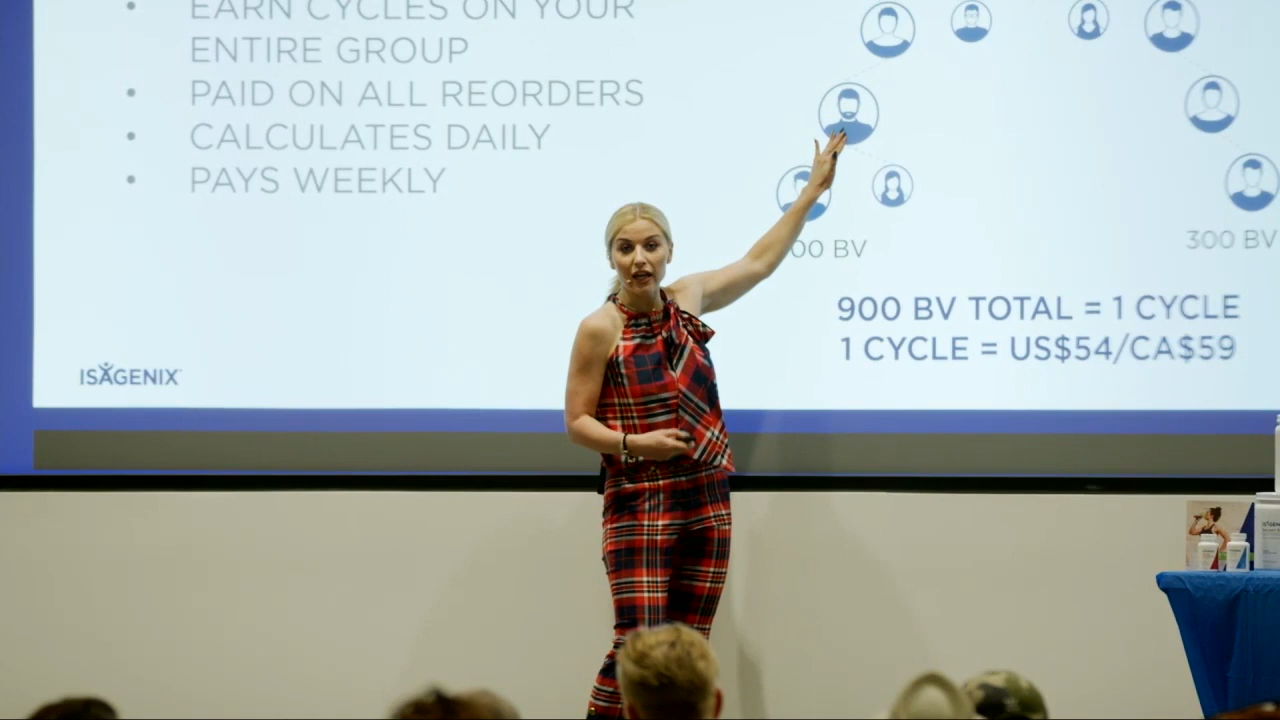 EARN CYCLES ON YOUR
ENTIRE GROUP
• PAID ON ALL REORDERS
• CALCULATES DAILY
• PAYS WEEKLY
00 BV
300 BV
900 BV TOTAL = 1 CYCLE
1 CYCLE = US$54/CA$59
ISAGENIX